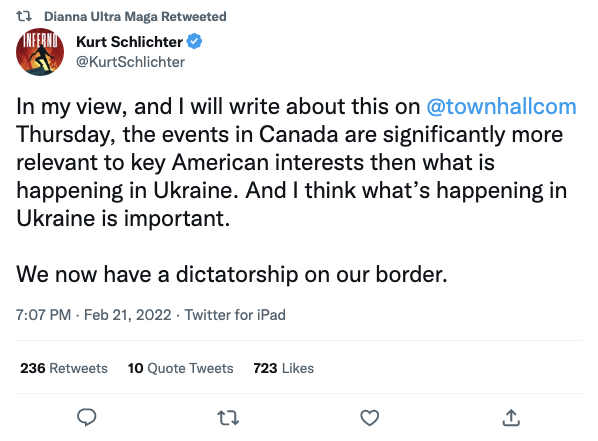 Dianna Ultra Maga Retweeted
INFERNO
Kurt Schlichter
@KurtSchlichter
In my view, and I will write about this on @townhallcom
Thursday, the events in Canada are significantly more
relevant to key American interests then what is
happening in Ukraine. And I think what's happening in
Ukraine is important.
We now have a dictatorship on our border.
7:07 PM · Feb 21, 2022 · Twitter for iPad
236 Retweets 10 Quote Tweets 723 Likes